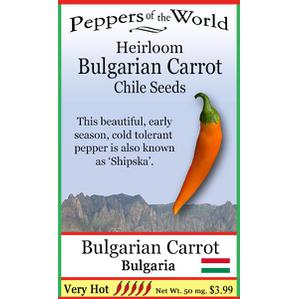 Peppers of the World
Heirloom
Bulgarian Carrot
Chile Seeds
This beautiful, early
season, cold tolerant
pepper is also known
as 'Shipska'.
Bulgarian Carrot
Bulgaria
Very Hot Net Wt. 50 mg. $3.99